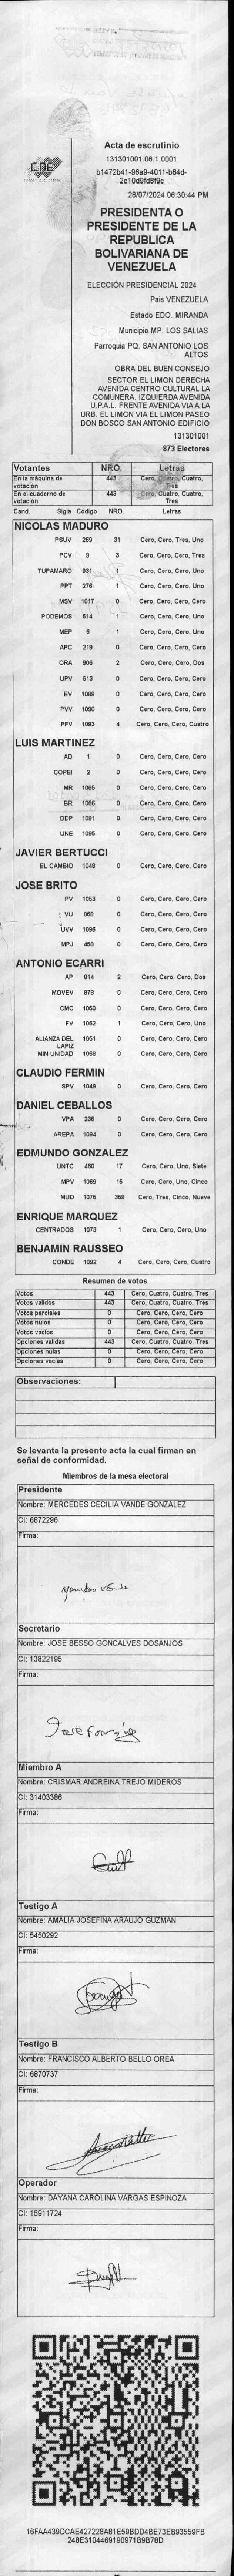 CNE
Acta de escrutinio
131301001.06.1.0001
b1472b41-96a9-4011-b84d-
2e10d9fd8f9c
28/07/2024 06:30:44 PM
PRESIDENTA O
PRESIDENTE DE LA
REPUBLICA
BOLIVARIANA DE
VENEZUELA
ELECCIÓN PRESIDENCIAL 2024
País VENEZUELA
Estado EDO. MIRANDA
Municipio MP. LOS SALIAS
Parroquia PQ. SAN ANTONIO LOS
ALTOS
OBRA DEL BUEN CONSEJO
SECTOR EL LIMON DERECHA
AVENIDA CENTRO CULTURAL LA
COMUNERA. IZQUIERDA AVENIDA
U.P.A.L. FRENTE AVENIDA VIA A LA
URB. EL LIMON VIA EL LIMON PASEO
DON BOSCO SAN ANTONIO EDIFICIO
131301001
873 Electores
Votantes NRO. Letras
En la máquina de votación 443 Cero, Cuatro, Cuatro, Tres
En el cuaderno de votación 443 Cero, Cuatro, Cuatro, Tres
Cand. Sigla Código NRO. Letras
NICOLAS MADURO
PSUV 269 31 Cero, Cero, Tres, Uno
PCV 9 3 Cero, Cero, Cero, Tres
TUPAMARO 931 1 Cero, Cero, Cero, Uno
PPT 276 1 Cero, Cero, Cero, Uno
MSV 1017 0 Cero, Cero, Cero, Cero
PODEMOS 514 1 Cero, Cero, Cero, Uno
MEP 6 1 Cero, Cero, Cero, Uno
APC 219 0 Cero, Cero, Cero, Cero
ORA 906 2 Cero, Cero, Cero, Dos
UPV 513 0 Cero, Cero, Cero, Cero
EV 1089 0 Cero, Cero, Cero, Cero
PVV 1090 0 Cero, Cero, Cero, Cero
PFV 1093 4 Cero, Cero, Cero, Cuatro
LUIS MARTINEZ
AD 1 0 Cero, Cero, Cero, Cero
COPEI 2 0 Cero, Cero, Cero, Cero
MR 1065 0 Cero, Cero, Cero, Cero
BR 1066 0 Cero, Cero, Cero, Cero
DDP 1091 0 Cero, Cero, Cero, Cero
UNE 1095 0 Cero, Cero, Cero, Cero
JAVIER BERTUCCI
EL CAMBIO 1048 0 Cero, Cero, Cero, Cero
JOSE BRITO
PV 1053 0 Cero, Cero, Cero, Cero
VU 868 0 Cero, Cero, Cero, Cero
UVV 1096 0 Cero, Cero, Cero, Cero
MPJ 458 0 Cero, Cero, Cero, Cero
ANTONIO ECARRI
AP 814 2 Cero, Cero, Cero, Dos
MOVEV 878 0 Cero, Cero, Cero, Cero
CMC 1050 0 Cero, Cero, Cero, Cero
FV 1062 1 Cero, Cero, Cero, Uno
ALIANZA DEL LAPIZ 1051 0 Cero, Cero, Cero, Cero
MIN UNIDAD 1068 0 Cero, Cero, Cero, Cero
CLAUDIO FERMIN
SPV 1049 0 Cero, Cero, Cero, Cero
DANIEL CEBALLOS
VPA 236 0 Cero, Cero, Cero, Cero
AREPA 1094 0 Cero, Cero, Cero, Cero
EDMUNDO GONZALEZ
UNTC 460 17 Cero, Cero, Uno, Siete
MPV 1069 15 Cero, Cero, Uno, Cinco
MUD 1075 359 Cero, Tres, Cinco, Nueve
ENRIQUE MARQUEZ
CENTRADOS 1073 1 Cero, Cero, Cero, Uno
BENJAMIN RAUSSEO
CONDE 1092 4 Cero, Cero, Cero, Cuatro
Resumen de votos
Votos 443 Cero, Cuatro, Cuatro, Tres
Votos validos 443 Cero, Cuatro, Cuatro, Tres
Votos parciales 0 Cero, Cero, Cero, Cero
Votos nulos 0 Cero, Cero, Cero, Cero
Votos vacios 0 Cero, Cero, Cero, Cero
Opciones validas 443 Cero, Cuatro, Cuatro, Tres
Opciones nulas 0 Cero, Cero, Cero, Cero
Opciones vacias 0 Cero, Cero, Cero, Cero
Observaciones:
Se levanta la presente acta la cual firman en
señal de conformidad.
Miembros de la mesa electoral
Presidente
Nombre: MERCEDES CECILIA VANDE GONZALEZ
CI: 6872296
Firma:
Secretario
Nombre: JOSE BESSO GONCALVES DOSANJOS
CI: 13822195
Firma:
Miembro A
Nombre: CRISMAR ANDREINA TREJO MIDEROS
CI: 31403386
Firma:
Testigo A
Nombre: AMALIA JOSEFINA ARAUJO GUZMAN
CI: 5450292
Firma:
Testigo B
Nombre: FRANCISCO ALBERTO BELLO OREA
CI: 6870737
Firma:
Operador
Nombre: DAYANA CAROLINA VARGAS ESPINOZA
CI: 15911724
Firma:
16FAA439DCAE427228A81E59BDD4BE73EB93559FB
248E3104469190971B9B78D